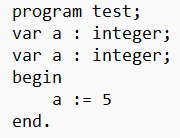 program test;
var a : integer;
var a : integer;
begin
    a := 5
end.